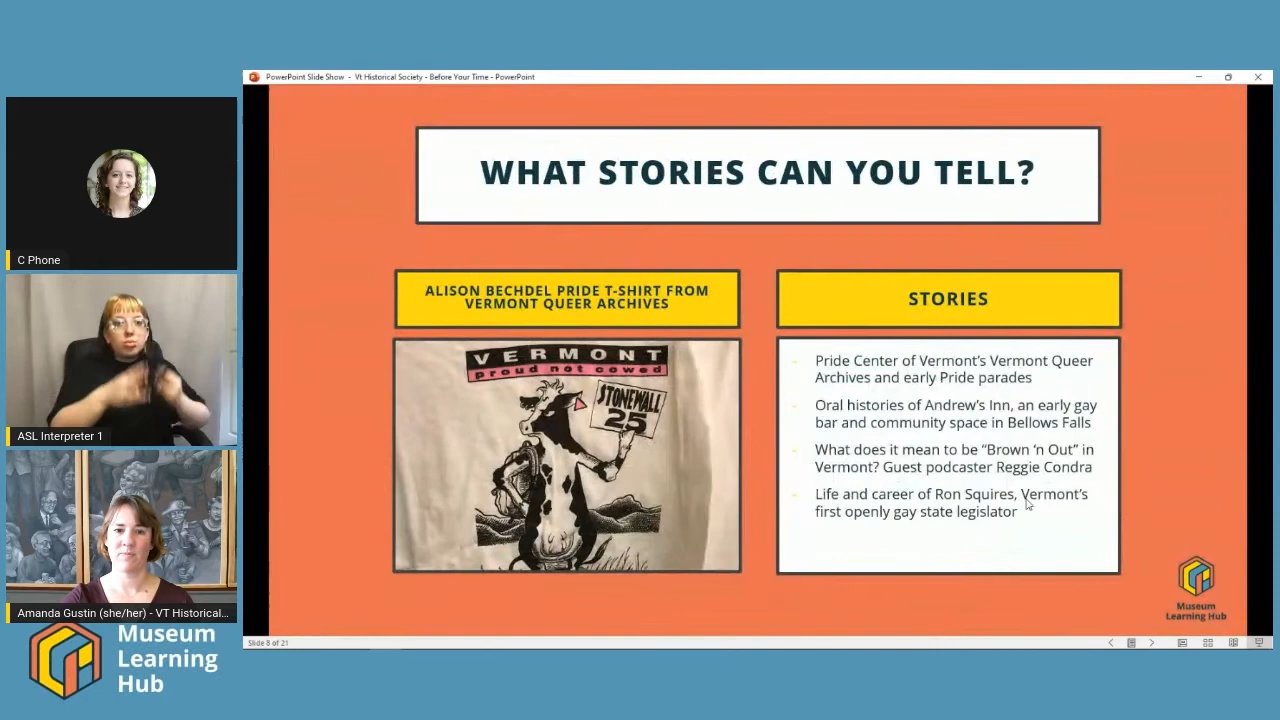 PowerPoint Slide Show - Vt Historical Society - Before Your Time - PowerPoint
WHAT STORIES CAN YOU TELL?
ALISON BECHDEL PRIDE T-SHIRT FROM
VERMONT QUEER ARCHIVES
VERMONT
proud not cowed
STONEWALL
25
STORIES
- Pride Center of Vermont's Vermont Queer
Archives and early Pride parades
- Oral histories of Andrew's Inn, an early gay
bar and community space in Bellows Falls
- What does it mean to be "Brown 'n Out" in
Vermont? Guest podcaster Reggie Condra
- Life and career of Ron Squires, Vermont's
first openly gay state legislator
Museum
Learning Hub
Slide 8 of 21
C Phone
ASL Interpreter 1
Amanda Gustin (she/her) - VT Historical...
Museum
Learning
Hub